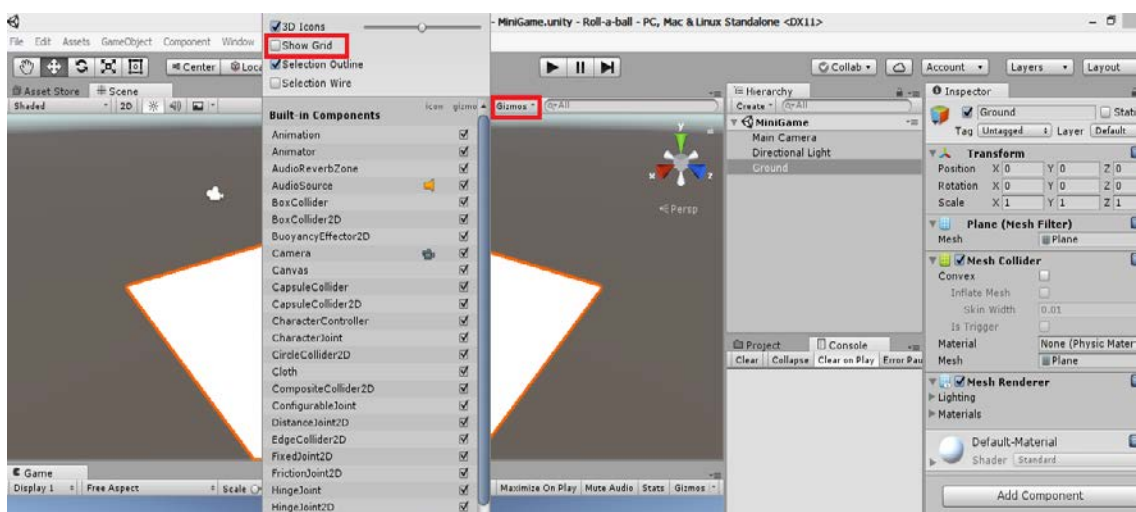 - MiniGame.unity - Roll-a-ball - PC, Mac & Linux Standalone <DX11>
File Edit Assets GameObject Component Window
Center
Collab
Account
Layers
Layout
3D Icons
Show Grid
Selection Outline
Selection Wire
Built-in Components
icon gizmo
Animation
Animator
AudioReverbZone
AudioSource
BoxCollider
BoxCollider2D
BuoyancyEffector2D
Camera
Canvas
CapsuleCollider
CapsuleCollider2D
CharacterController
CharacterJoint
CircleCollider2D
Cloth
CompositeCollider2D
ConfigurableJoint
DistanceJoint2D
EdgeCollider2D
FixedJoint2D
FrictionJoint2D
HingeJoint
HingeJoint2D
Asset Store Scene
Shaded 2D
Gizmos All
y
x z
Persp
Game
Display 1 Free Aspect Scale
Maximize On Play Mute Audio Stats Gizmos
Hierarchy
Create All
MiniGame
Main Camera
Directional Light
Ground
Project Console
Clear Collapse Clear on Play Error Pau
Inspector
Ground Stati
Tag Untagged Layer Default
Transform
Position X 0 Y 0 Z 0
Rotation X 0 Y 0 Z 0
Scale X 1 Y 1 Z 1
Plane (Mesh Filter)
Mesh Plane
Mesh Collider
Convex
Inflate Mesh
Skin Width 0.01
Is Trigger
Material None (Physic Mater
Mesh Plane
Mesh Renderer
Lighting
Materials
Default-Material
Shader Standard
Add Component